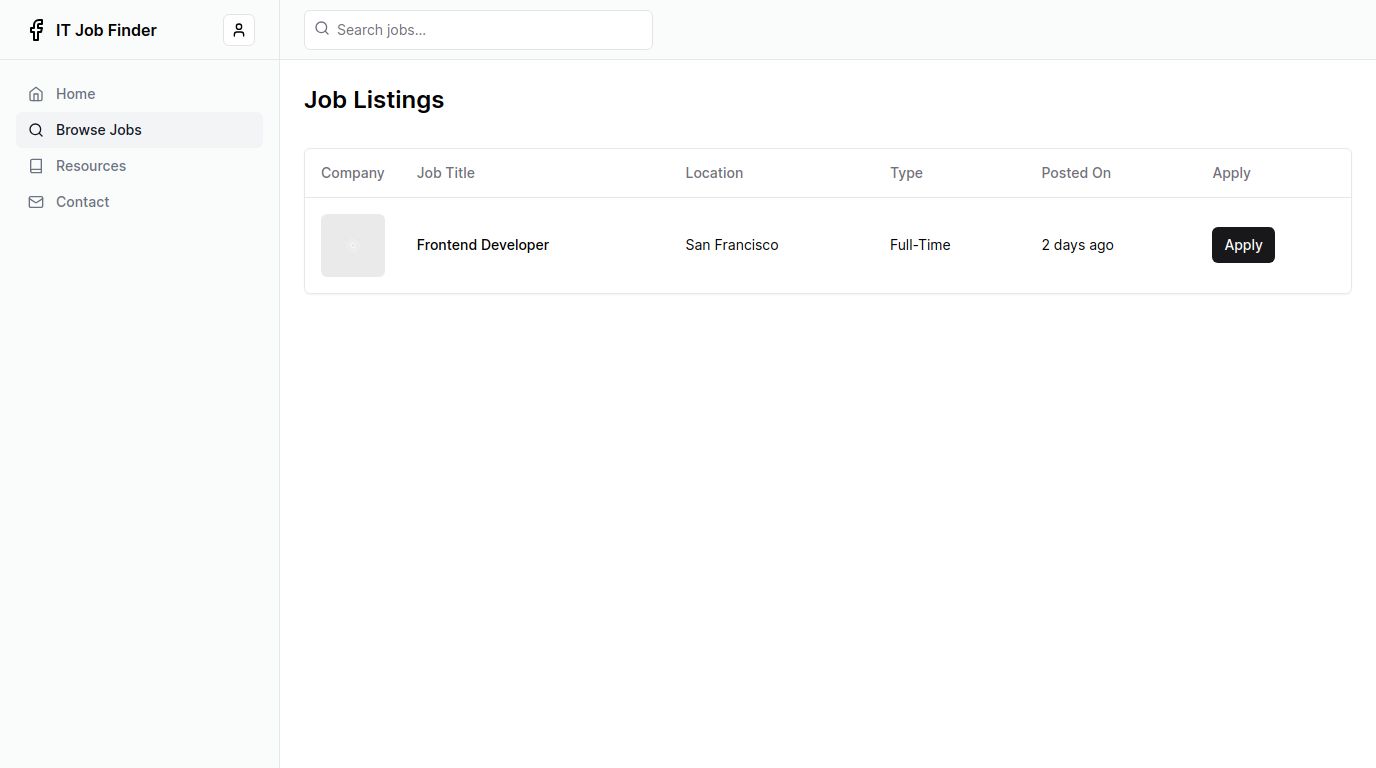 IT Job Finder
Search jobs...
Home
Browse Jobs
Resources
Contact
Job Listings
Company Job Title Location Type Posted On Apply
Frontend Developer San Francisco Full-Time 2 days ago Apply